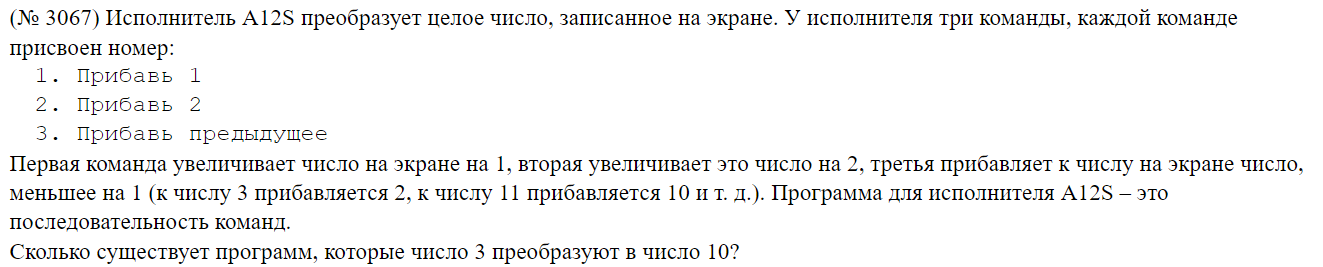 (№ 3067) Исполнитель A12S преобразует целое число, записанное на экране. У исполнителя три команды, каждой команде
присвоен номер:
1. Прибавь 1
2. Прибавь 2
3. Прибавь предыдущее
Первая команда увеличивает число на экране на 1, вторая увеличивает это число на 2, третья прибавляет к числу на экране число,
меньшее на 1 (к числу 3 прибавляется 2, к числу 11 прибавляется 10 и т. д.). Программа для исполнителя A12S – это
последовательность команд.
Сколько существует программ, которые число 3 преобразуют в число 10?